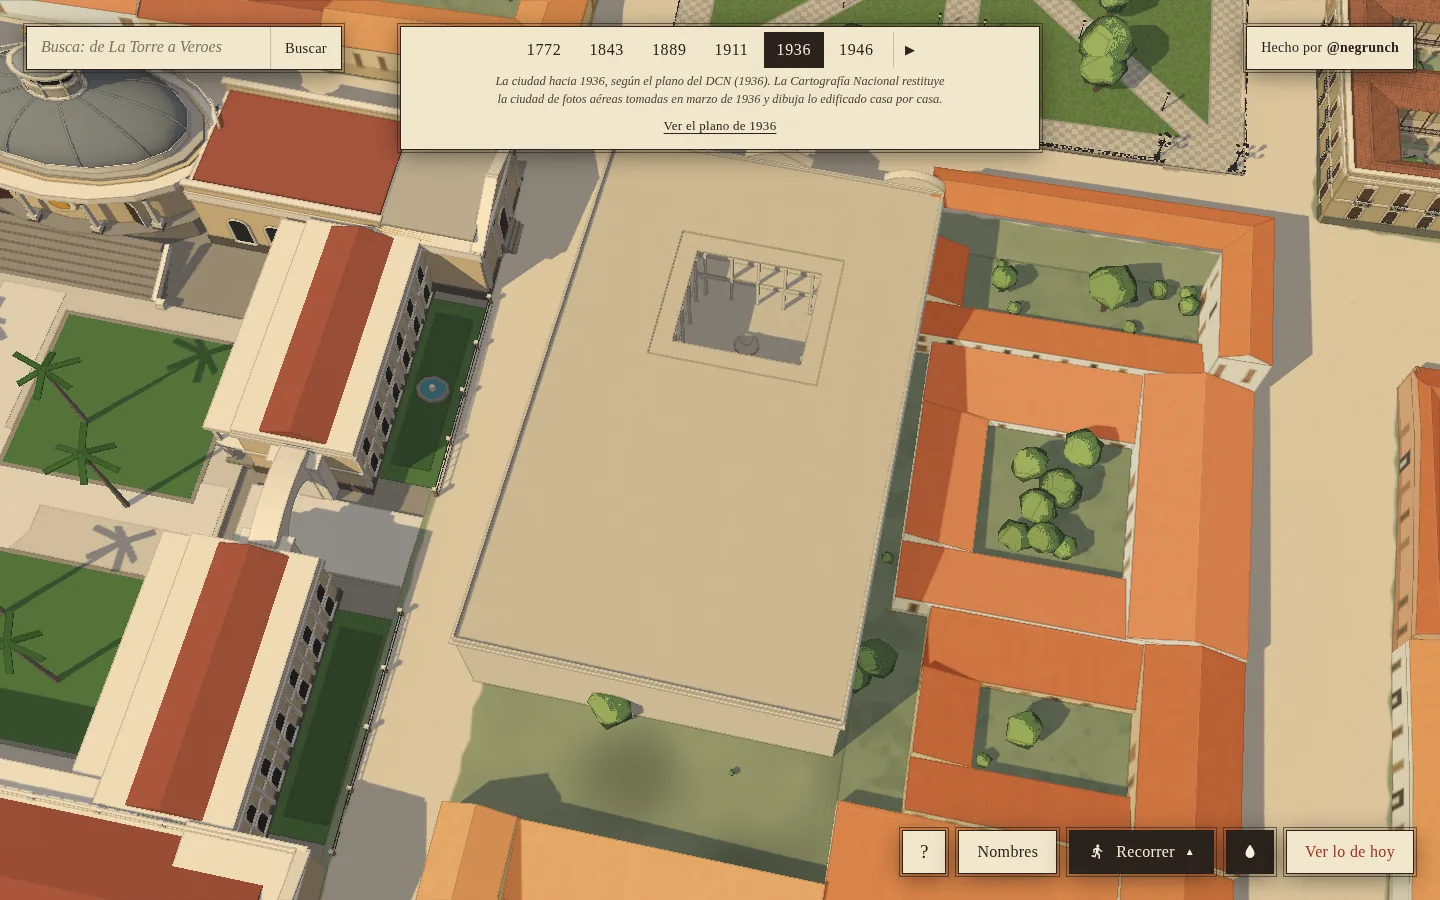 Busca: de La Torre a Veroes
Buscar
1772 1843 1889 1911 1936 1946 ▶
La ciudad hacia 1936, según el plano del DCN (1936). La Cartografía Nacional restituye
la ciudad de fotos aéreas tomadas en marzo de 1936 y dibuja lo edificado casa por casa.
Ver el plano de 1936
Hecho por @negrunch
?
Nombres
Recorrer ▲
Ver lo de hoy